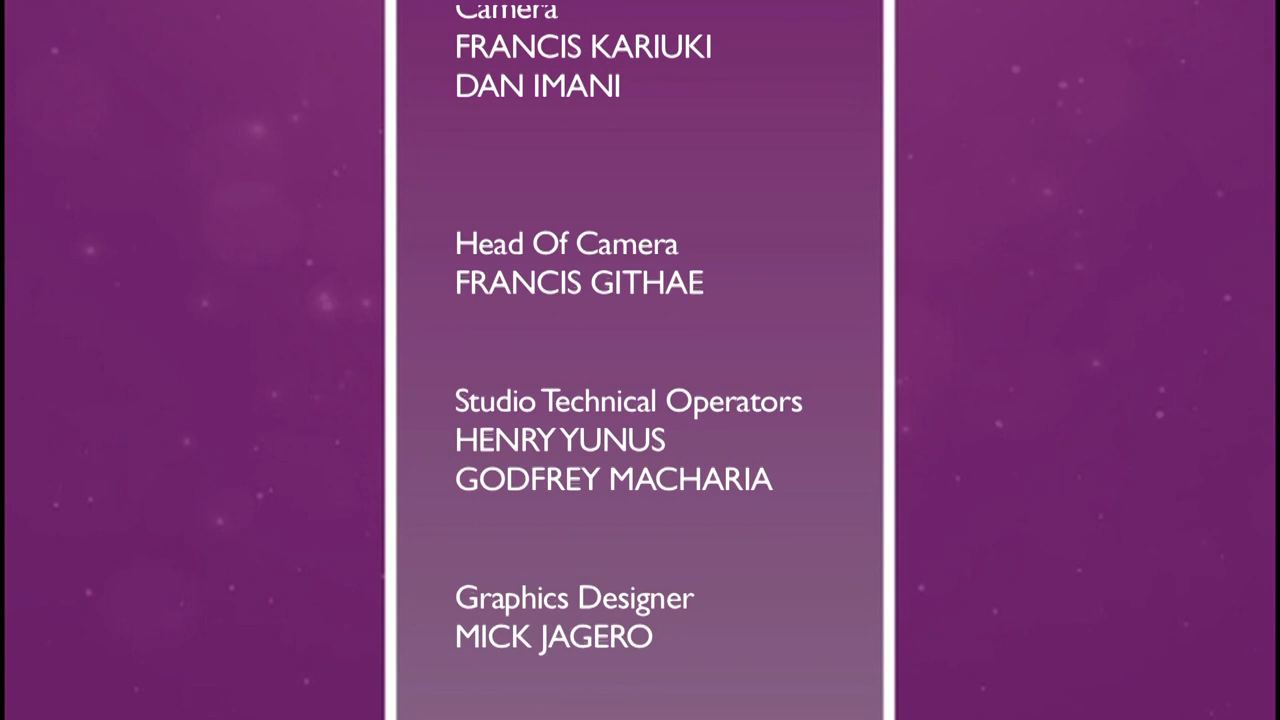 Camera
FRANCIS KARIUKI
DAN IMANI
Head Of Camera
FRANCIS GITHAE
Studio Technical Operators
HENRY YUNUS
GODFREY MACHARIA
Graphics Designer
MICK JAGERO